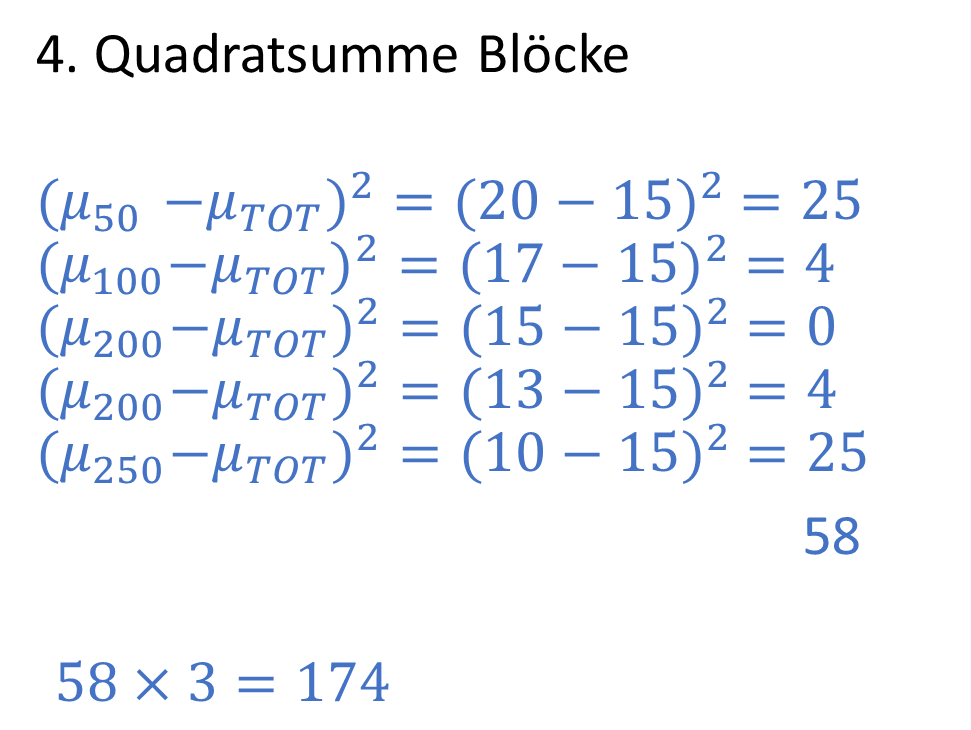 4. Quadratsumme Blöcke
(μ₅₀ −μ_TOT)² = (20 − 15)² = 25
(μ₁₀₀−μ_TOT)² = (17 − 15)² = 4
(μ₂₀₀−μ_TOT)² = (15 − 15)² = 0
(μ₂₀₀−μ_TOT)² = (13 − 15)² = 4
(μ₂₅₀−μ_TOT)² = (10 − 15)² = 25
58
58 × 3 = 174